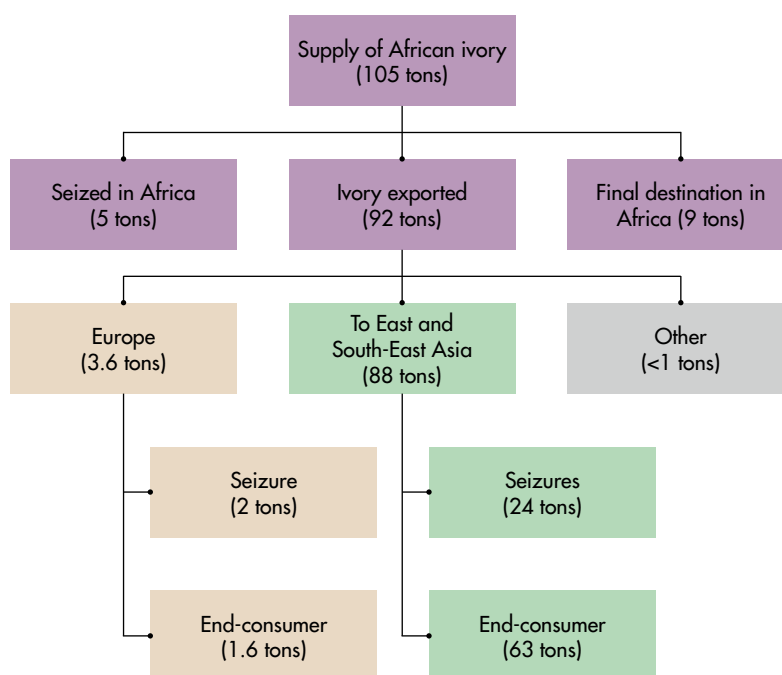 Supply of African ivory
(105 tons)
Seized in Africa
(5 tons)
Ivory exported
(92 tons)
Final destination in
Africa (9 tons)
Europe
(3.6 tons)
To East and
South-East Asia
(88 tons)
Other
(<1 tons)
Seizure
(2 tons)
Seizures
(24 tons)
End-consumer
(1.6 tons)
End-consumer
(63 tons)